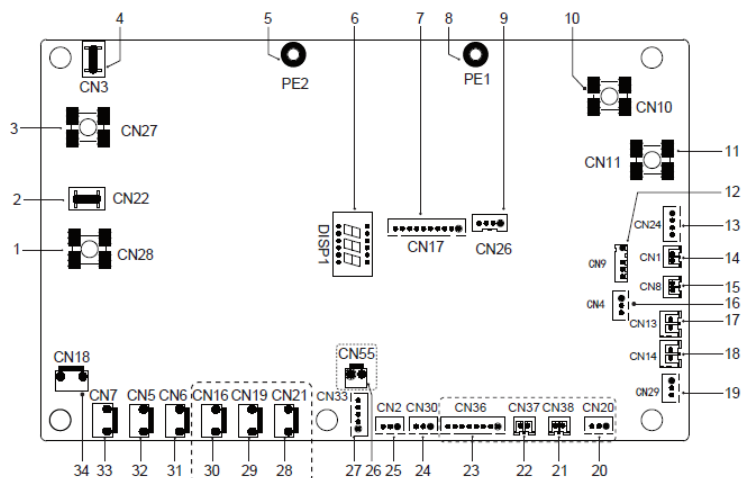 4 5 6 7 8 9 10
CN3
PE2
PE1
CN10
3
CN27
11
CN11
2
CN22
12
CN24
13
DISP1
CN17
CN26
1
CN28
CN9
CN1
14
CN8
15
CN4
16
CN13
17
CN14
18
CN18
CN55
CN29
19
CN7 CN5 CN6 CN16 CN19 CN21
CN33 CN2 CN30 CN36 CN37 CN38 CN20
34 33 32 31 30 29 28 27 26 25 24 23 22 21 20